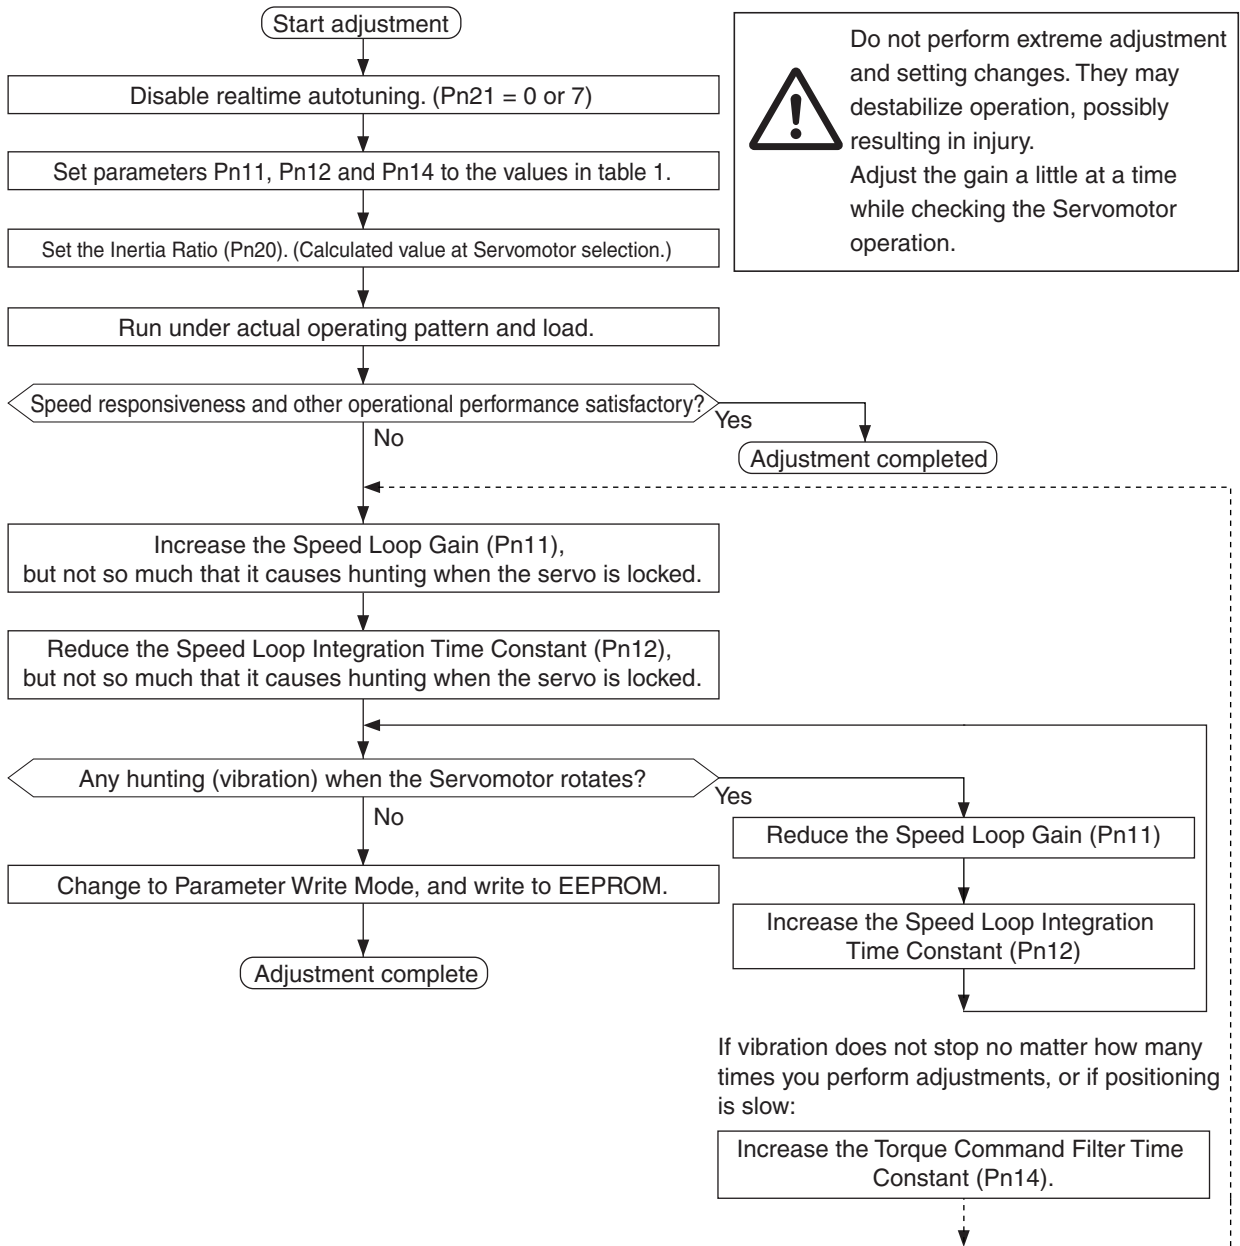 Start adjustment
Do not perform extreme adjustment
and setting changes. They may
destabilize operation, possibly
resulting in injury.
Adjust the gain a little at a time
while checking the Servomotor
operation.
Disable realtime autotuning. (Pn21 = 0 or 7)
Set parameters Pn11, Pn12 and Pn14 to the values in table 1.
Set the Inertia Ratio (Pn20). (Calculated value at Servomotor selection.)
Run under actual operating pattern and load.
Speed responsiveness and other operational performance satisfactory?
Yes
No
Adjustment completed
Increase the Speed Loop Gain (Pn11),
but not so much that it causes hunting when the servo is locked.
Reduce the Speed Loop Integration Time Constant (Pn12),
but not so much that it causes hunting when the servo is locked.
Any hunting (vibration) when the Servomotor rotates?
Yes
No
Reduce the Speed Loop Gain (Pn11)
Change to Parameter Write Mode, and write to EEPROM.
Increase the Speed Loop Integration
Time Constant (Pn12)
Adjustment complete
If vibration does not stop no matter how many
times you perform adjustments, or if positioning
is slow:
Increase the Torque Command Filter Time
Constant (Pn14).